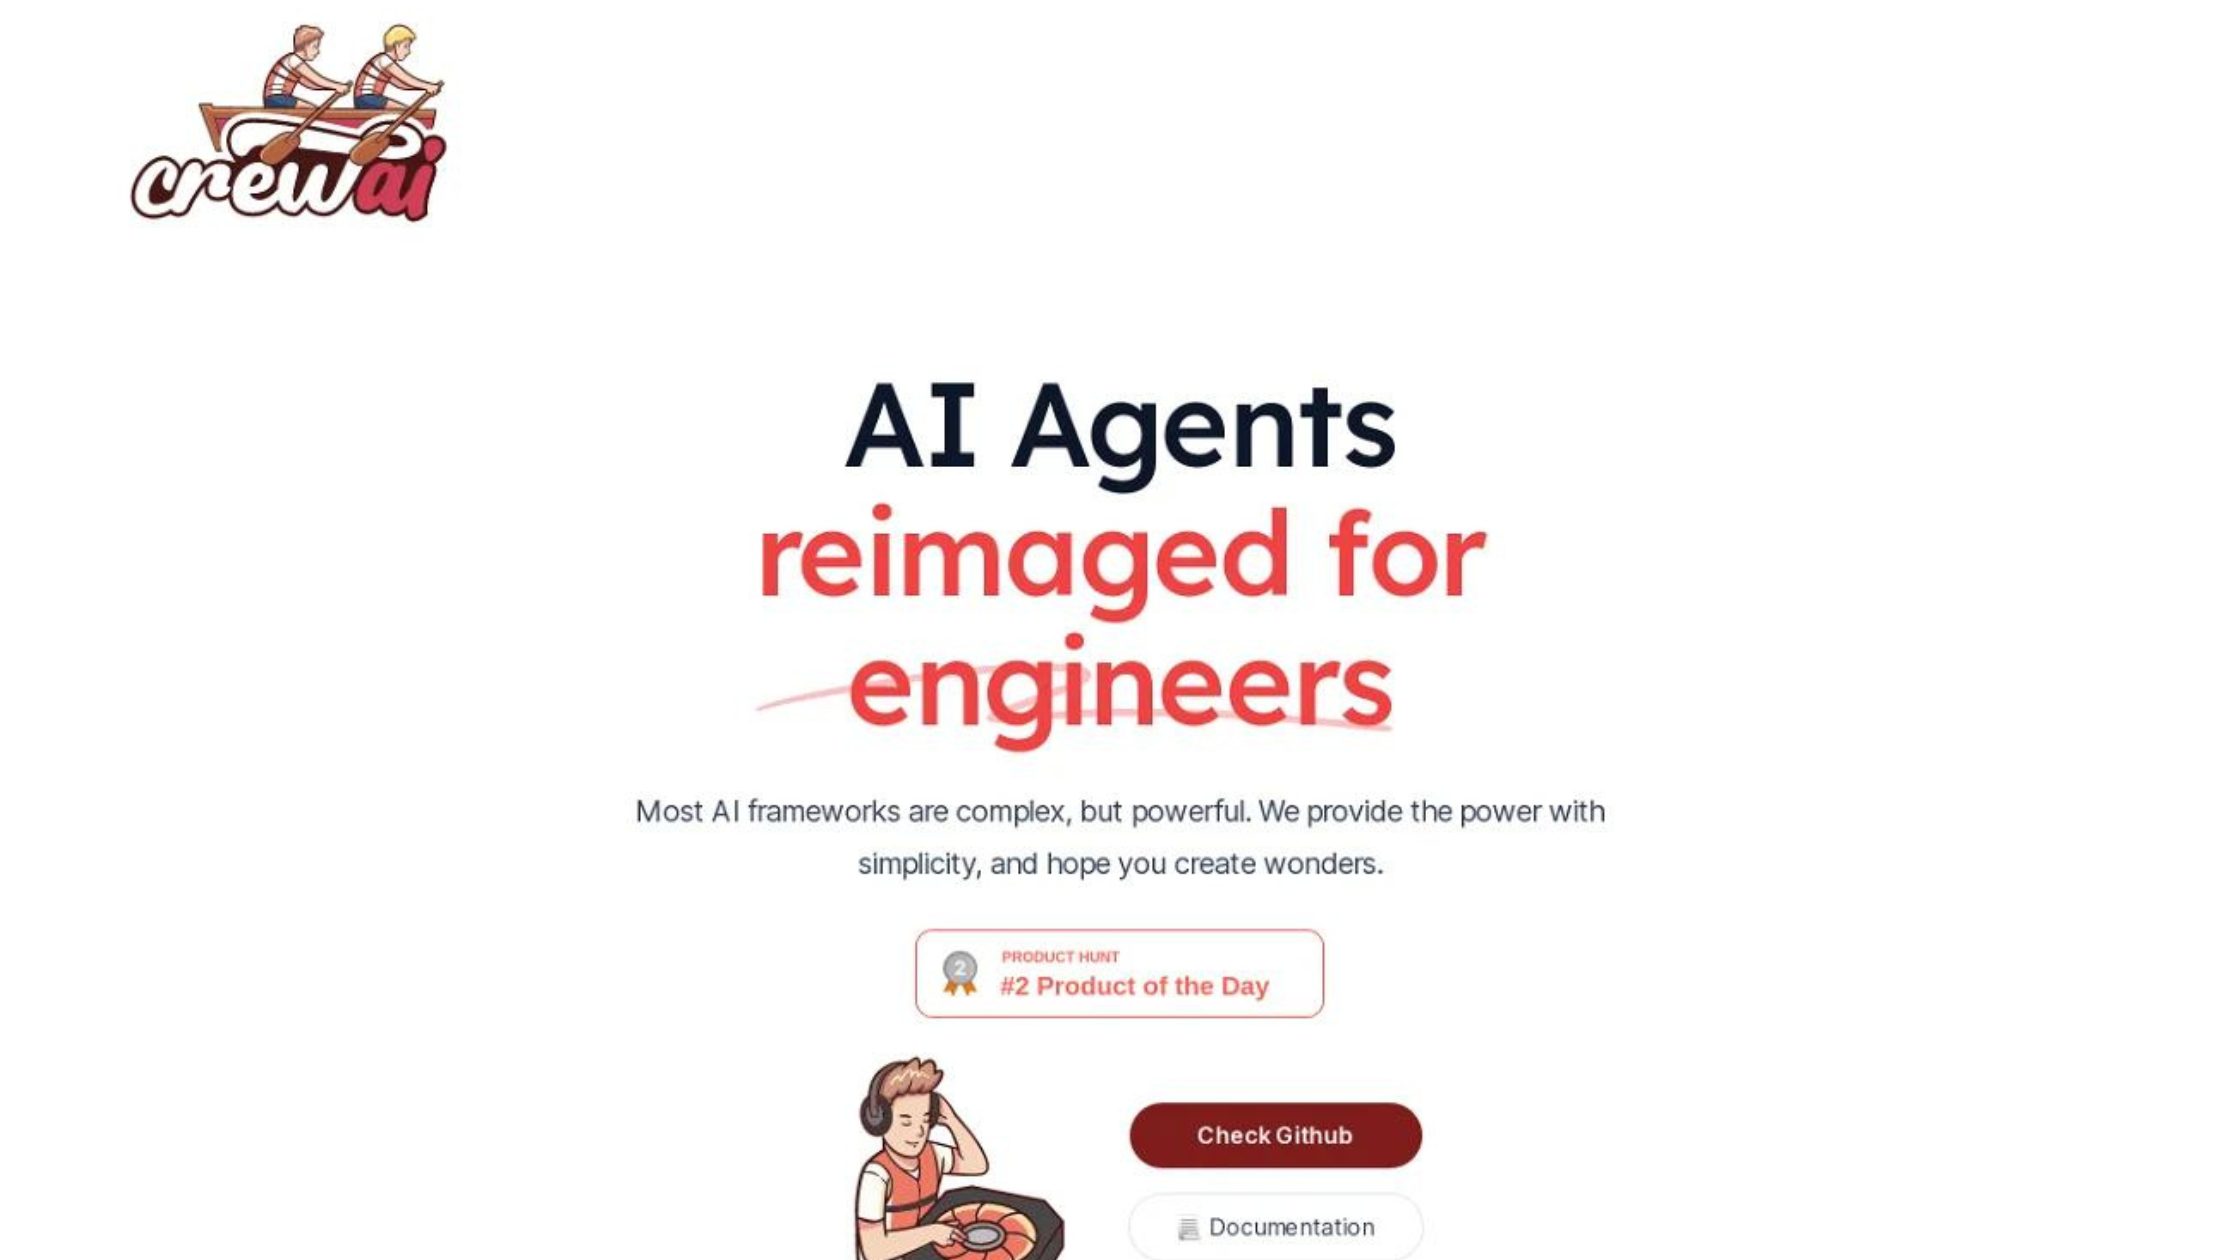 crewai
AI Agents
reimaged for
engineers
Most AI frameworks are complex, but powerful. We provide the power with
simplicity, and hope you create wonders.
2
PRODUCT HUNT
#2 Product of the Day
Check Github
Documentation